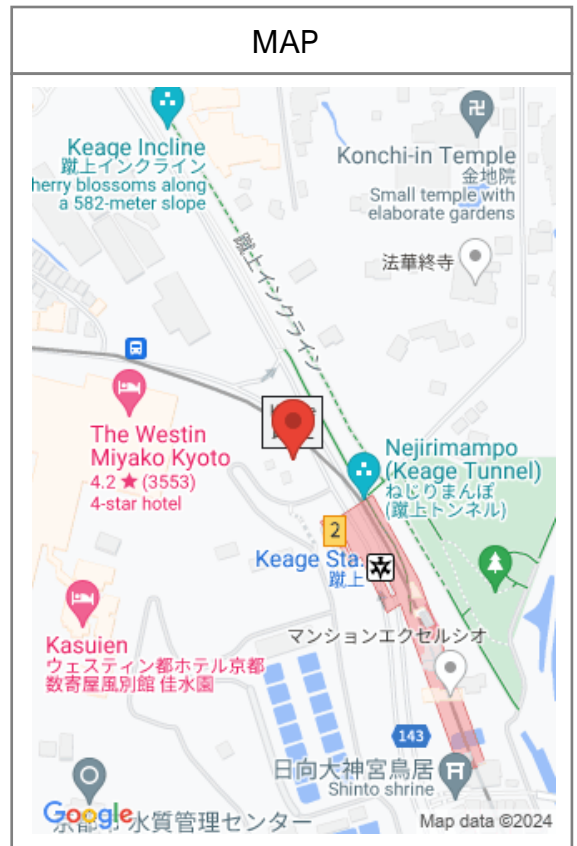 MAP
Keage Incline
蹴上インクライン
herry blossoms along
a 582-meter slope
Konchi-in Temple
金地院
Small temple with
elaborate gardens
蹴上インクライン
法華終寺
The Westin
Miyako Kyoto
4.2 ★ (3553)
4-star hotel
Nejirimampo
(Keage Tunnel)
ねじりまんぽ
(蹴上トンネル)
2
Keage Sta.
蹴上
Kasuien
ウェスティン都ホテル京都
数寄屋風別館 佳水園
マンションエクセルシオ
143
日向大神宮鳥居
Shinto shrine
Google
水質管理センター
Map data ©2024